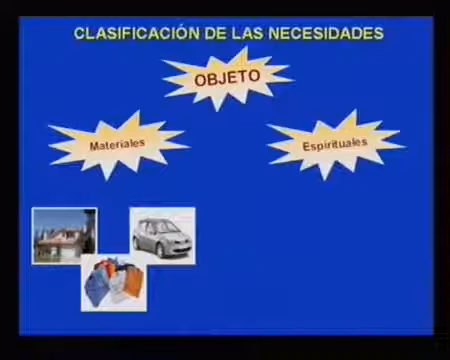 CLASIFICACIÓN DE LAS NECESIDADES
OBJETO
Materiales
Espirituales